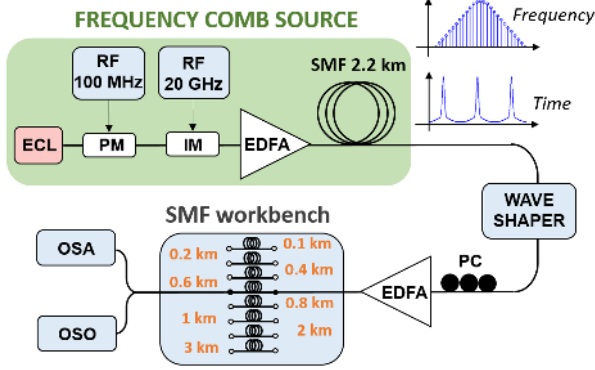 FREQUENCY COMB SOURCE
Frequency
RF
100 MHz
RF
20 GHz
SMF 2.2 km
Time
ECL
PM
IM
EDFA
WAVE
SHAPER
SMF workbench
OSA
0.2 km
0.1 km
0.4 km
PC
0.6 km
EDFA
0.8 km
OSO
1 km
2 km
3 km